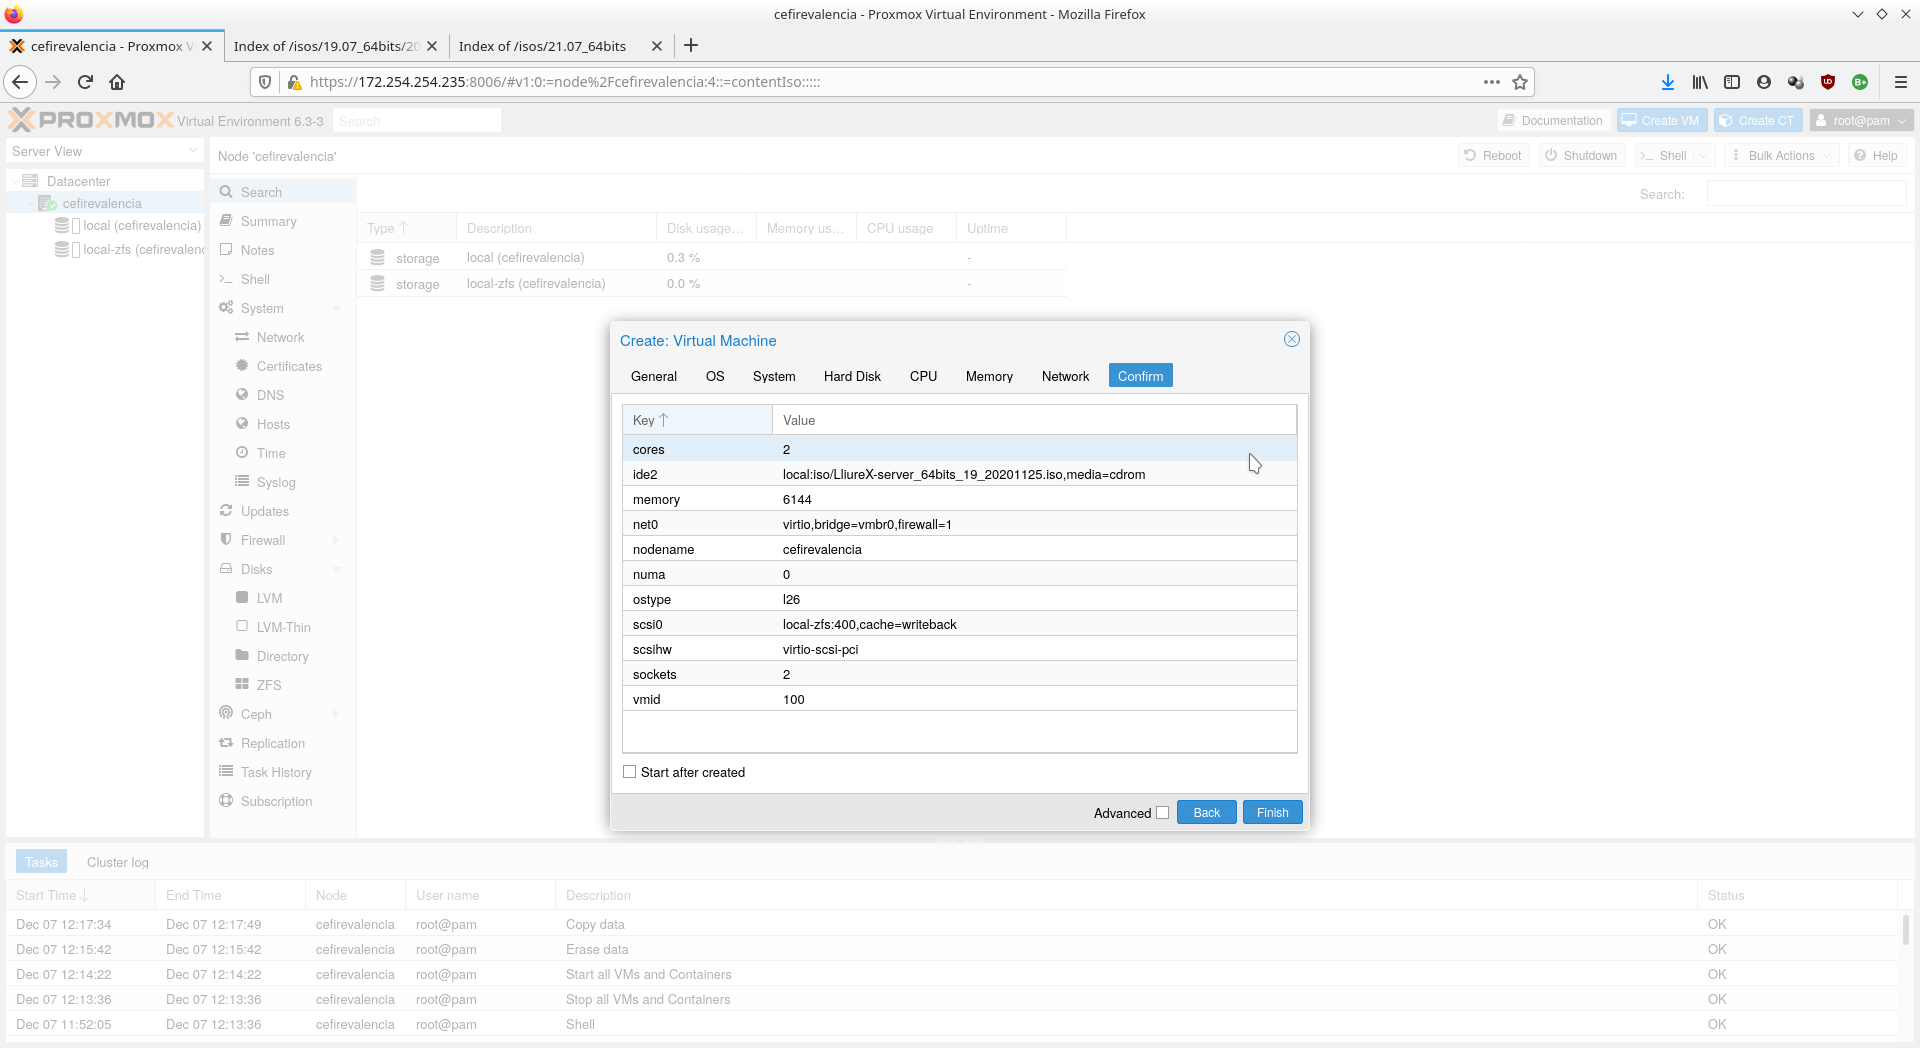 cefirevalencia - Proxmox Virtual Environment - Mozilla Firefox
cefirevalencia - Proxmox V
Index of /isos/19.07_64bits/20
Index of /isos/21.07_64bits
https://172.254.254.235:8006/#v1:0:=node%2Fcefirevalencia:4::=contentIso:::::
PROXMOX Virtual Environment 6.3-3 Search Documentation Create VM Create CT root@pam
Server View
Node 'cefirevalencia' Reboot Shutdown Shell Bulk Actions Help
Datacenter
cefirevalencia
local (cefirevalencia)
local-zfs (cefirevalenc
Search
Summary
Notes
Shell
System
Network
Certificates
DNS
Hosts
Time
Syslog
Updates
Firewall
Disks
LVM
LVM-Thin
Directory
ZFS
Ceph
Replication
Task History
Subscription
Search:
Type Description Disk usage... Memory us... CPU usage Uptime
storage local (cefirevalencia) 0.3 % -
storage local-zfs (cefirevalencia) 0.0 % -
Create: Virtual Machine
General OS System Hard Disk CPU Memory Network Confirm
Key Value
cores 2
ide2 local:iso/LliureX-server_64bits_19_20201125.iso,media=cdrom
memory 6144
net0 virtio,bridge=vmbr0,firewall=1
nodename cefirevalencia
numa 0
ostype l26
scsi0 local-zfs:400,cache=writeback
scsihw virtio-scsi-pci
sockets 2
vmid 100
Start after created
Advanced Back Finish
Tasks Cluster log
Start Time End Time Node User name Description Status
Dec 07 12:17:34 Dec 07 12:17:49 cefirevalencia root@pam Copy data OK
Dec 07 12:15:42 Dec 07 12:15:42 cefirevalencia root@pam Erase data OK
Dec 07 12:14:22 Dec 07 12:14:22 cefirevalencia root@pam Start all VMs and Containers OK
Dec 07 12:13:36 Dec 07 12:13:36 cefirevalencia root@pam Stop all VMs and Containers OK
Dec 07 11:52:05 Dec 07 12:13:36 cefirevalencia root@pam Shell OK